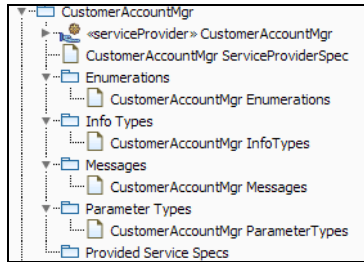 CustomerAccountMgr
«serviceProvider» CustomerAccountMgr
CustomerAccountMgr ServiceProviderSpec
Enumerations
CustomerAccountMgr Enumerations
Info Types
CustomerAccountMgr InfoTypes
Messages
CustomerAccountMgr Messages
Parameter Types
CustomerAccountMgr ParameterTypes
Provided Service Specs